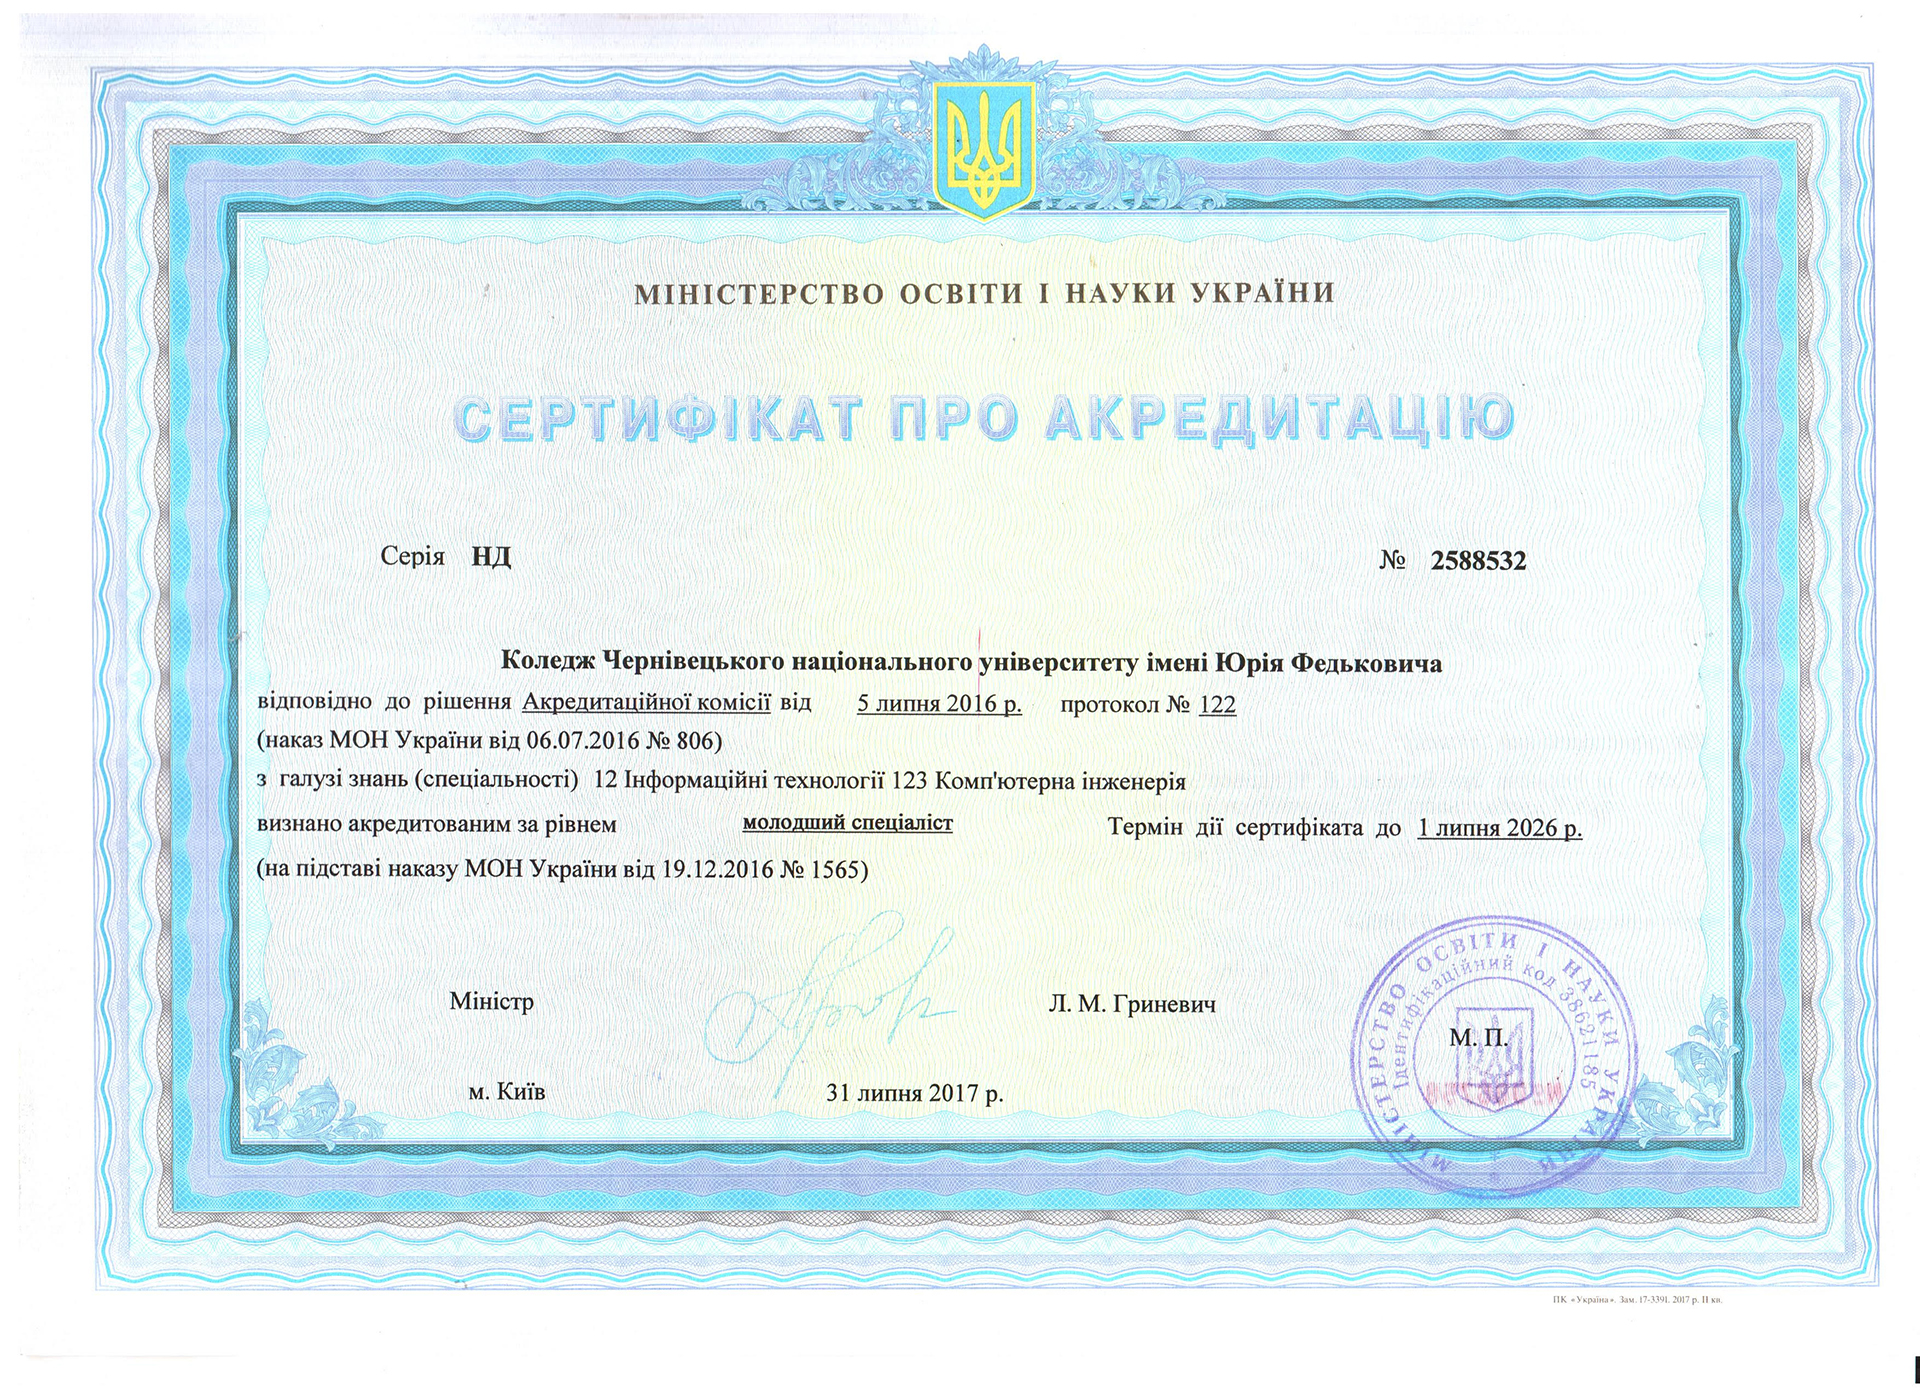 МІНІСТЕРСТВО ОСВІТИ І НАУКИ УКРАЇНИ
СЕРТИФІКАТ ПРО АКРЕДИТАЦІЮ
Серія НД № 2588532
Коледж Чернівецького національного університету імені Юрія Федьковича
відповідно до рішення Акредитаційної комісії від 5 липня 2016 р. протокол № 122
(наказ МОН України від 06.07.2016 № 806)
з галузі знань (спеціальності) 12 Інформаційні технології 123 Комп'ютерна інженерія
визнано акредитованим за рівнем молодший спеціаліст Термін дії сертифіката до 1 липня 2026 р.
(на підставі наказу МОН України від 19.12.2016 № 1565)
Міністр Л. М. Гриневич
М. П.
м. Київ 31 липня 2017 р.
МІНІСТЕРСТВО ОСВІТИ І НАУКИ УКРАЇНИ
Ідентифікаційний код 38621185
ПК «Україна». Зам. 17-3391. 2017 р. II кв.